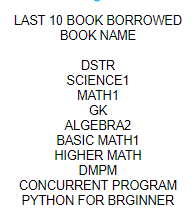 LAST 10 BOOK BORROWED
BOOK NAME
DSTR
SCIENCE1
MATH1
GK
ALGEBRA2
BASIC MATH1
HIGHER MATH
DMPM
CONCURRENT PROGRAM
PYTHON FOR BRGINNER